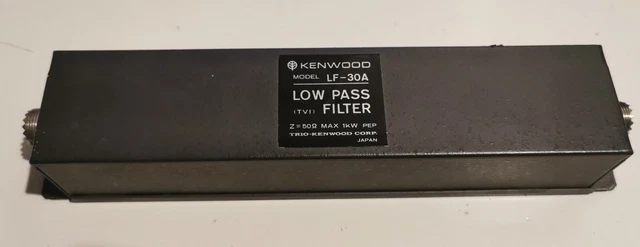 KENWOOD
MODEL LF-30A
LOW PASS
(TVI) FILTER
Z=50Ω MAX 1kW PEP
TRIO-KENWOOD CORP.
JAPAN